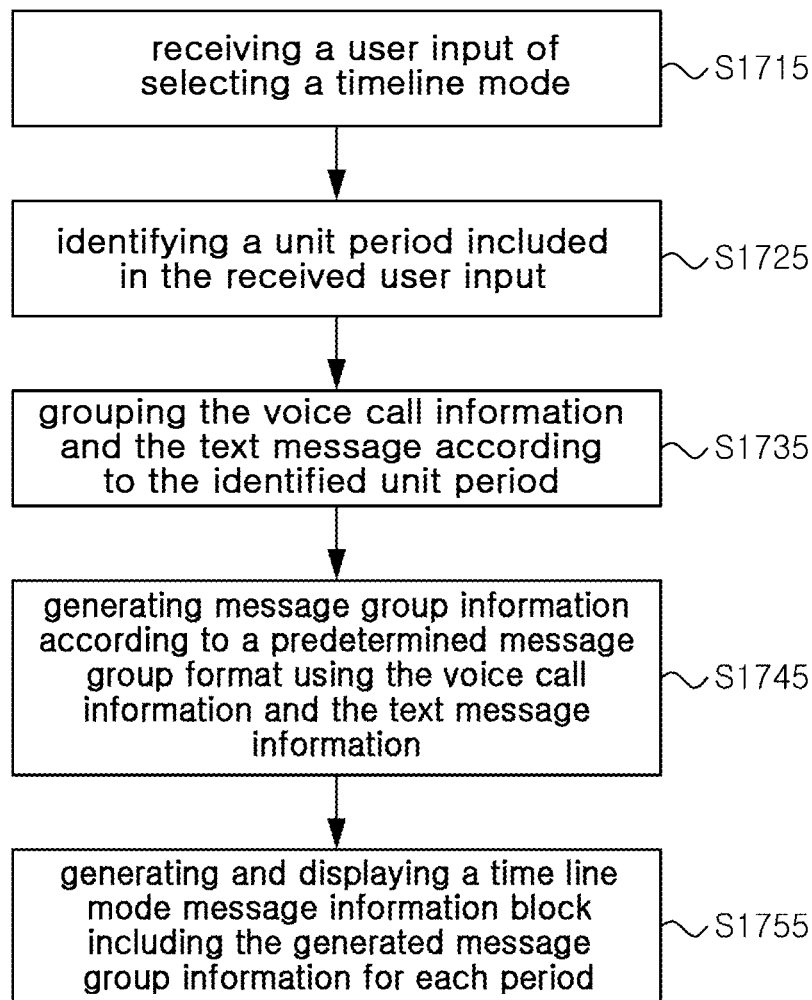 receiving a user input of
selecting a timeline mode
S1715
identifying a unit period included
in the received user input
S1725
grouping the voice call information
and the text message according
to the identified unit period
S1735
generating message group information
according to a predetermined message
group format using the voice call
information and the text message
information
S1745
generating and displaying a time line
mode message information block
including the generated message
group information for each period
S1755